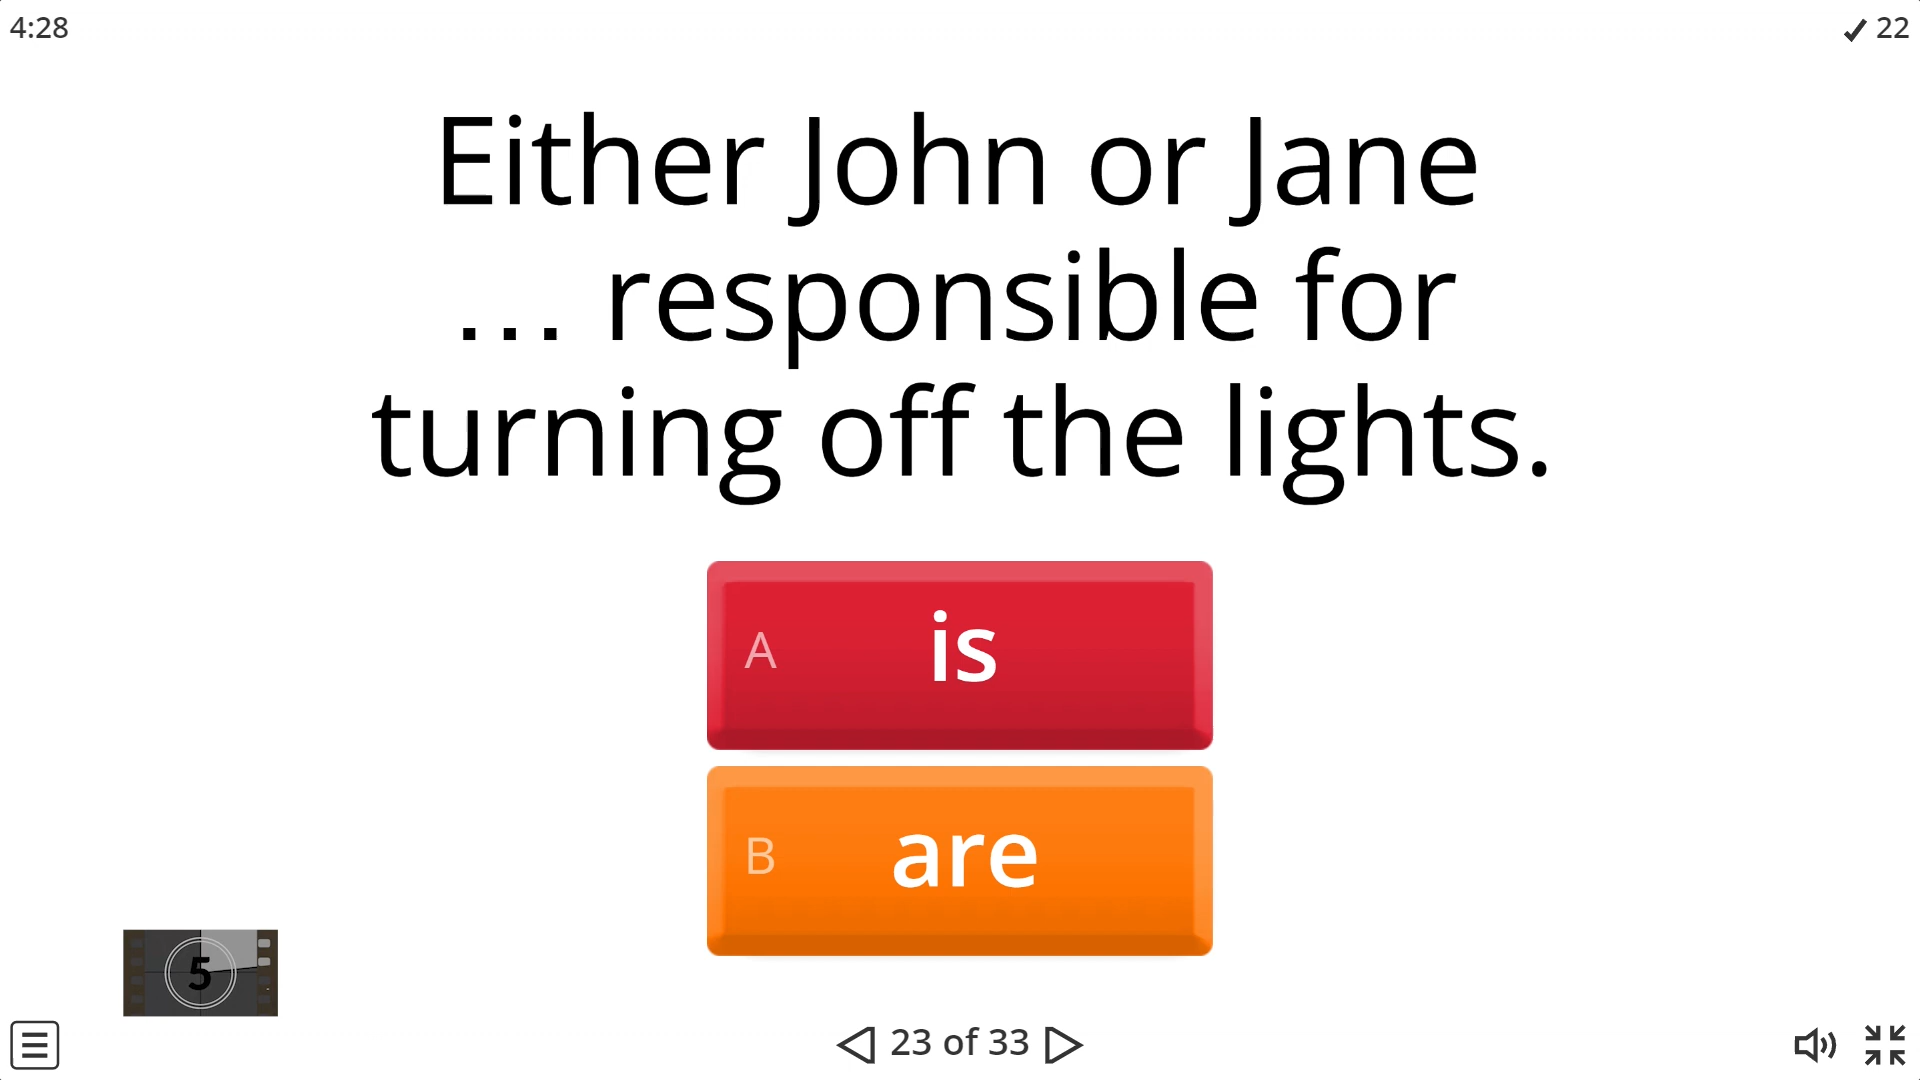 4:28
✓ 22
Either John or Jane
... responsible for
turning off the lights.
A is
B are
5
23 of 33